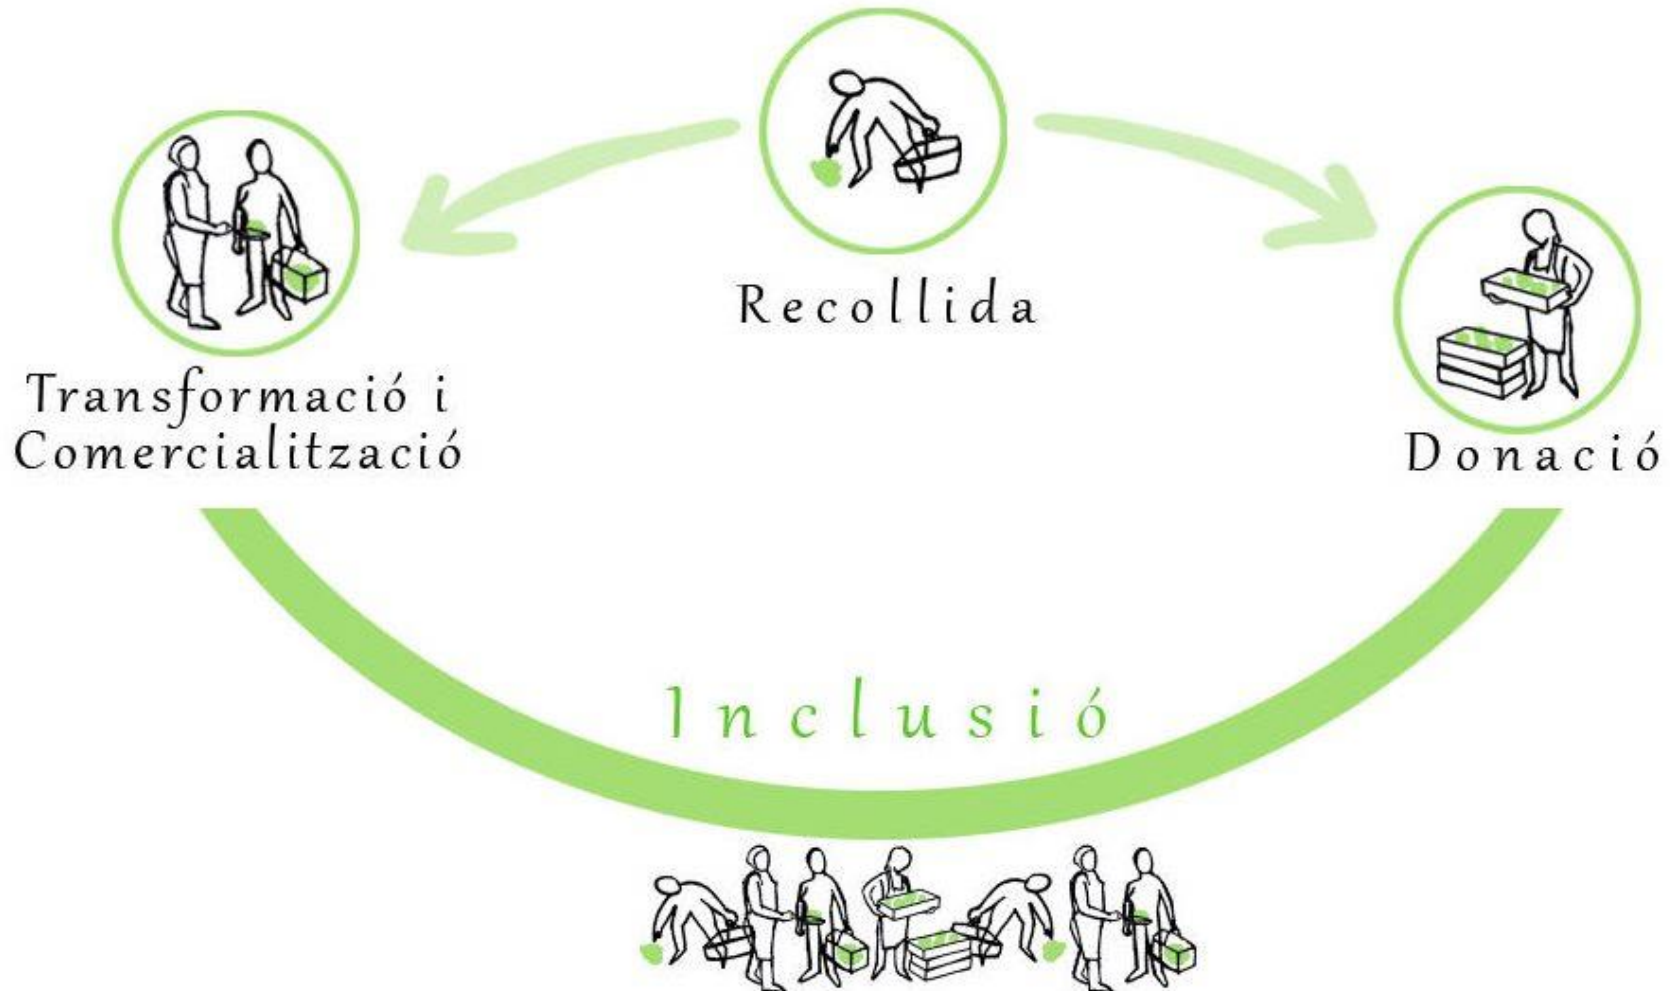 Recollida
Transformació i
Comercialització
Donació
Inclusió